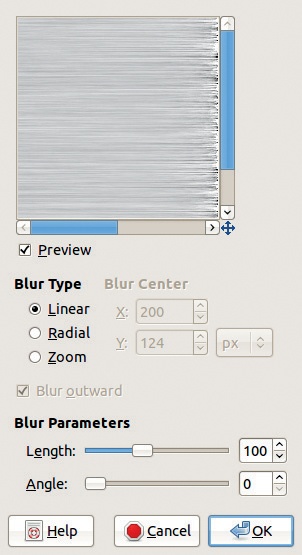 Preview
Blur Type Blur Center
Linear X: 200
Radial Y: 124 px
Zoom
Blur outward
Blur Parameters
Length: 100
Angle: 0
Help Cancel OK